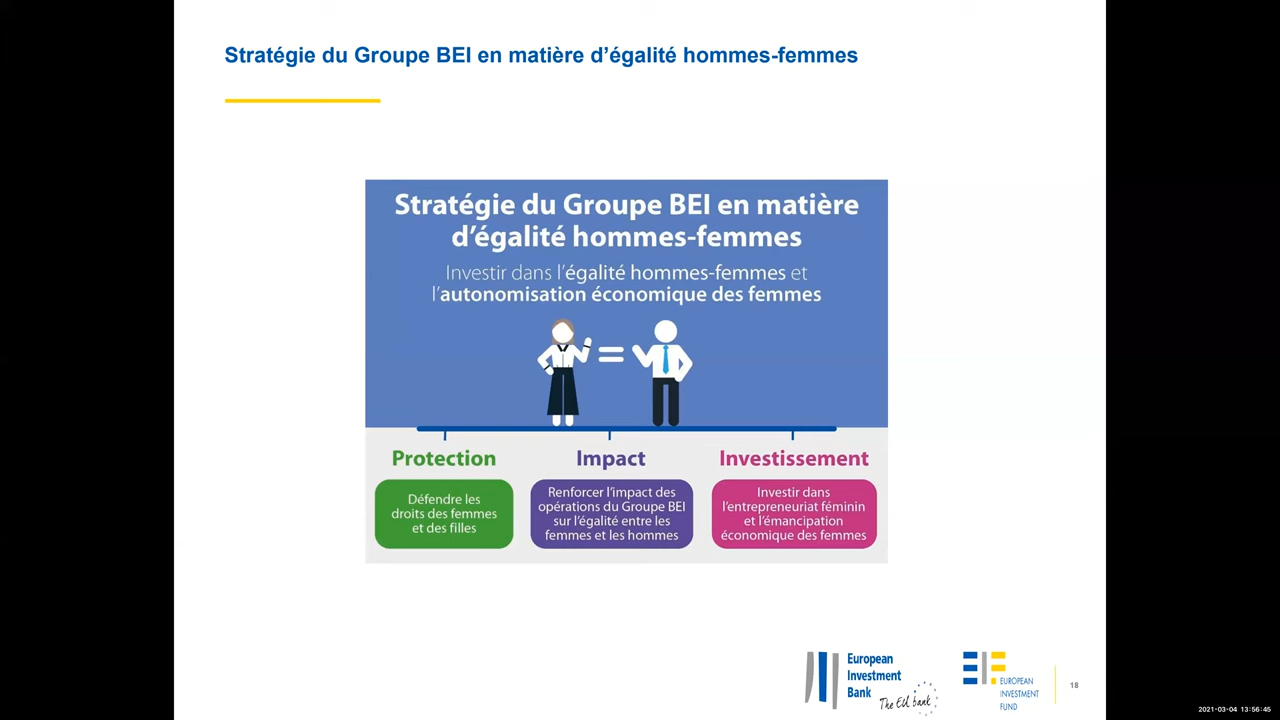 Stratégie du Groupe BEI en matière d’égalité hommes-femmes
Stratégie du Groupe BEI en matière
d’égalité hommes-femmes
Investir dans l’égalité hommes-femmes et
l’autonomisation économique des femmes
=
Protection
Défendre les
droits des femmes
et des filles
Impact
Renforcer l’impact des
opérations du Groupe BEI
sur l’égalité entre les
femmes et les hommes
Investissement
Investir dans
l’entrepreneuriat féminin
et l’émancipation
économique des femmes
European
Investment
Bank
The EU bank
EUROPEAN
INVESTMENT
FUND
18
2021-03-04 13:56:45